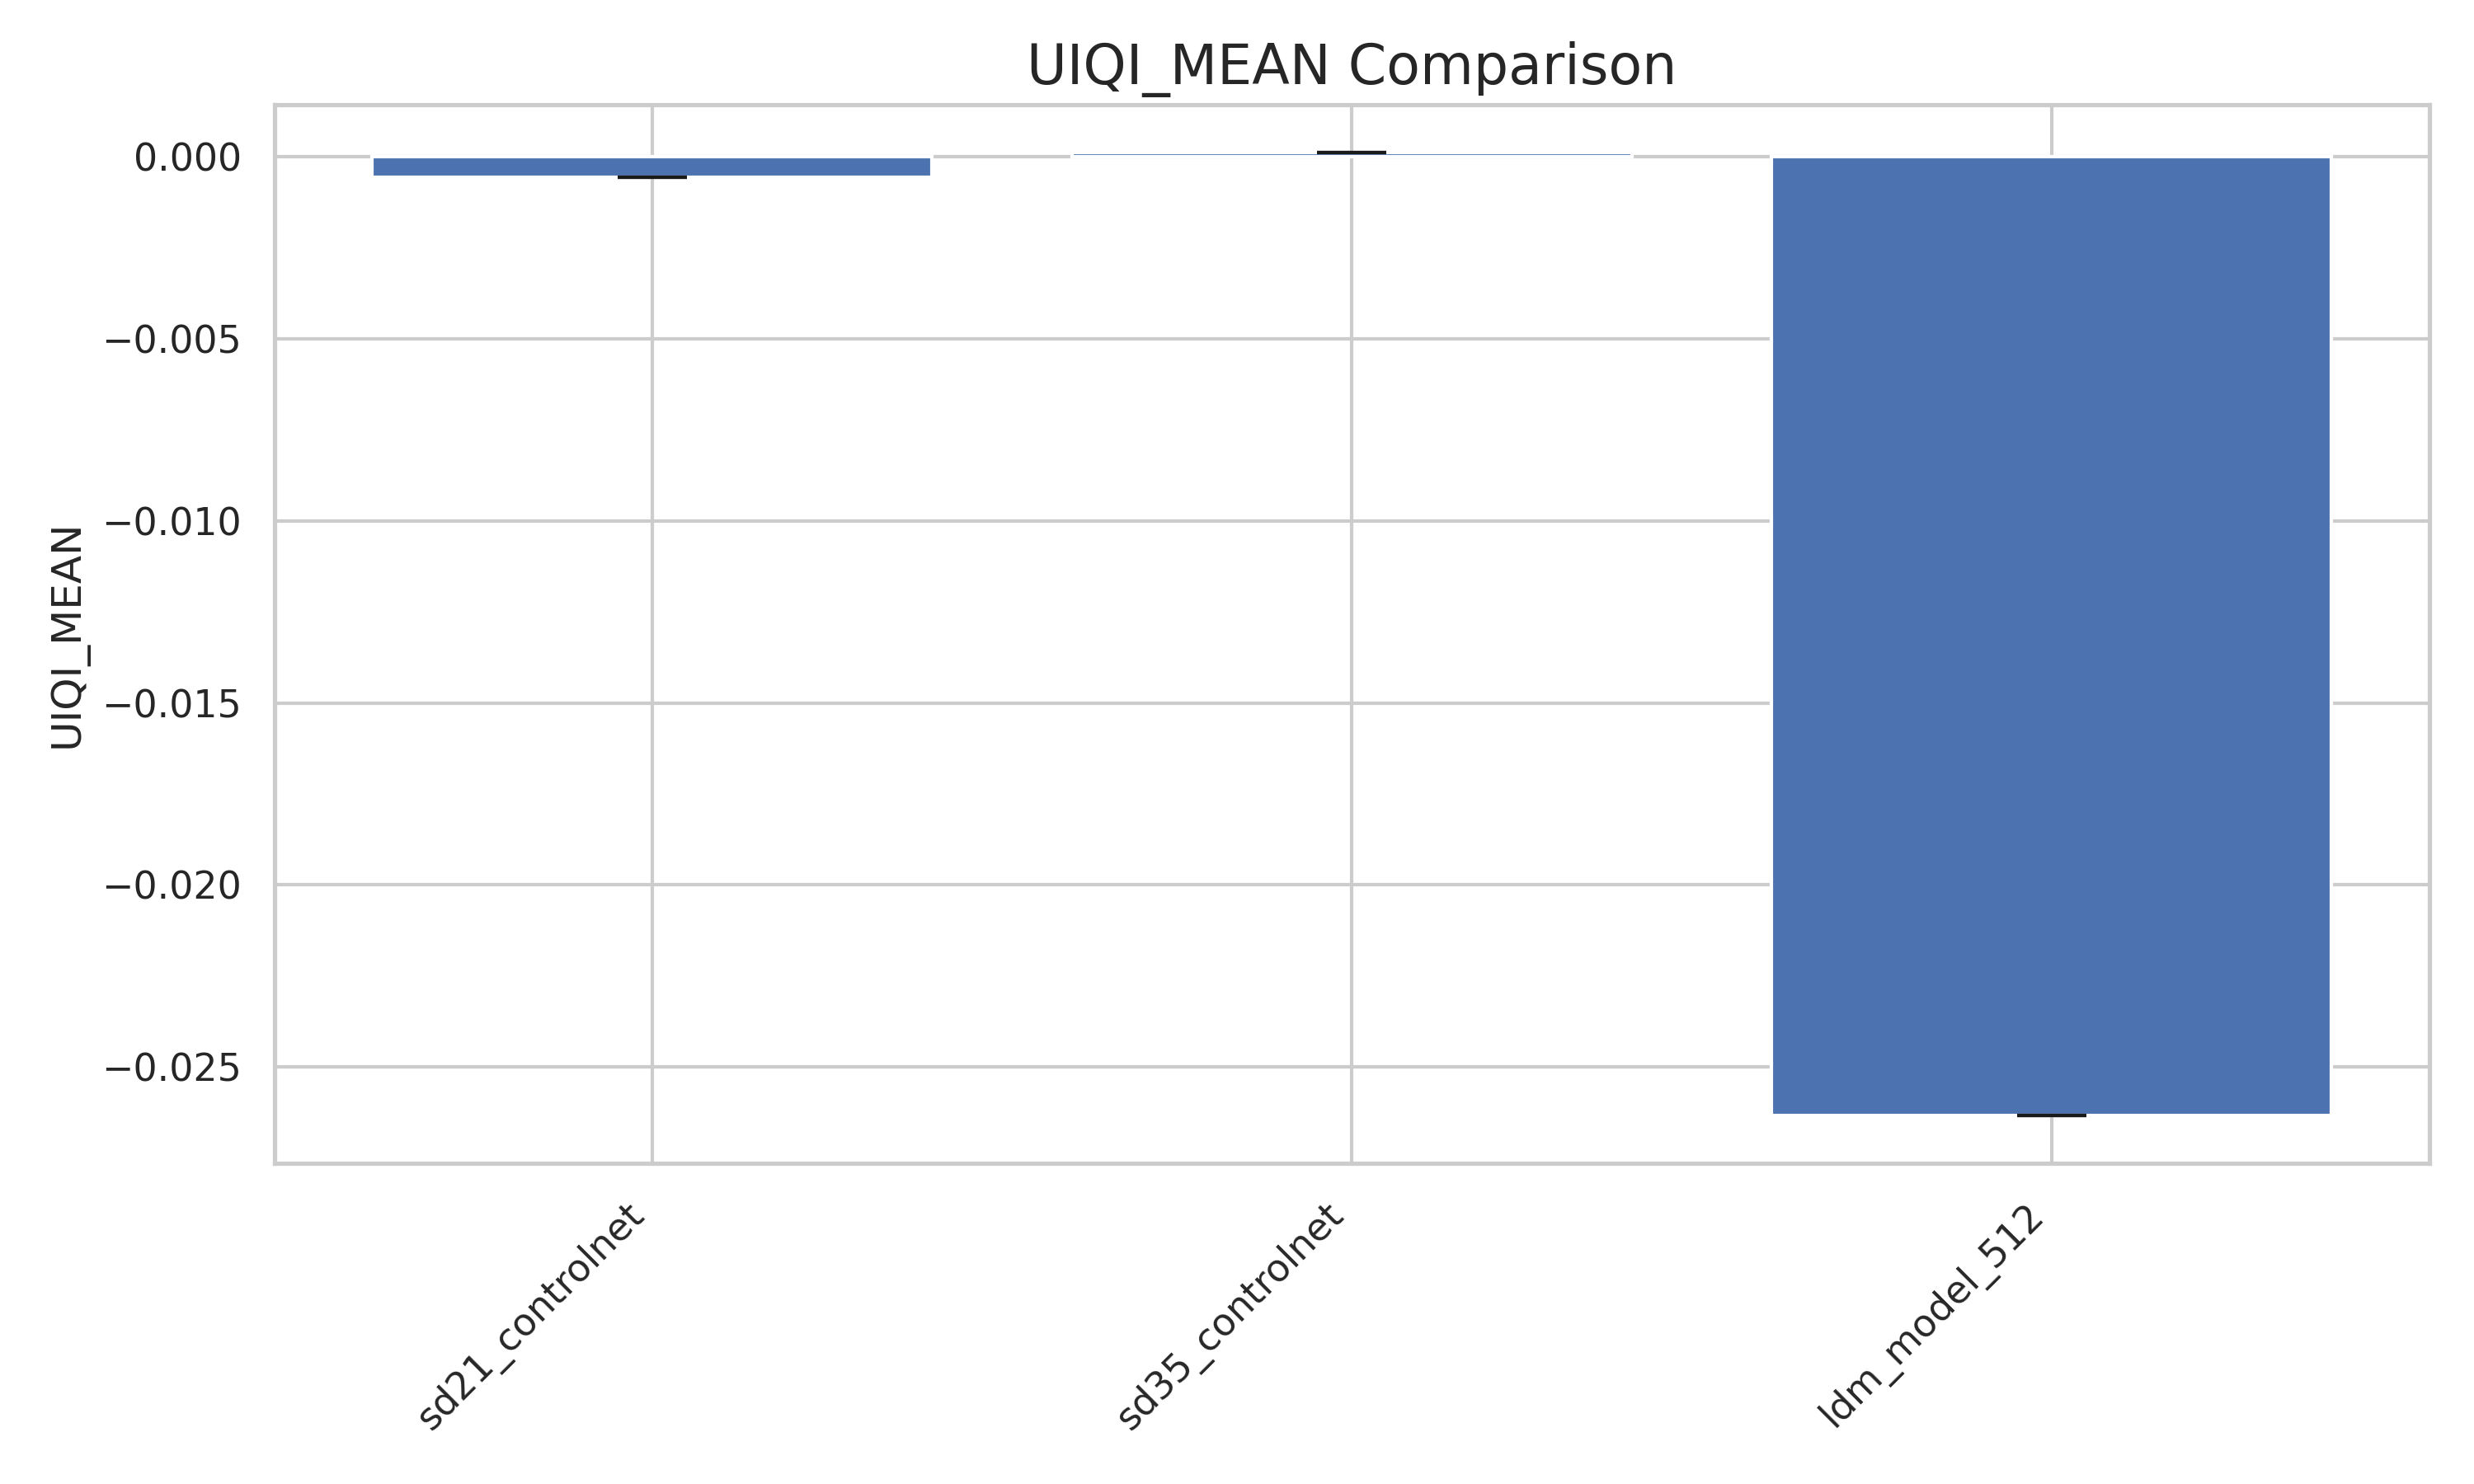 UIQI_MEAN Comparison
UIQI_MEAN
0.000
−0.005
−0.010
−0.015
−0.020
−0.025
sd21_controlnet
sd35_controlnet
ldm_model_512